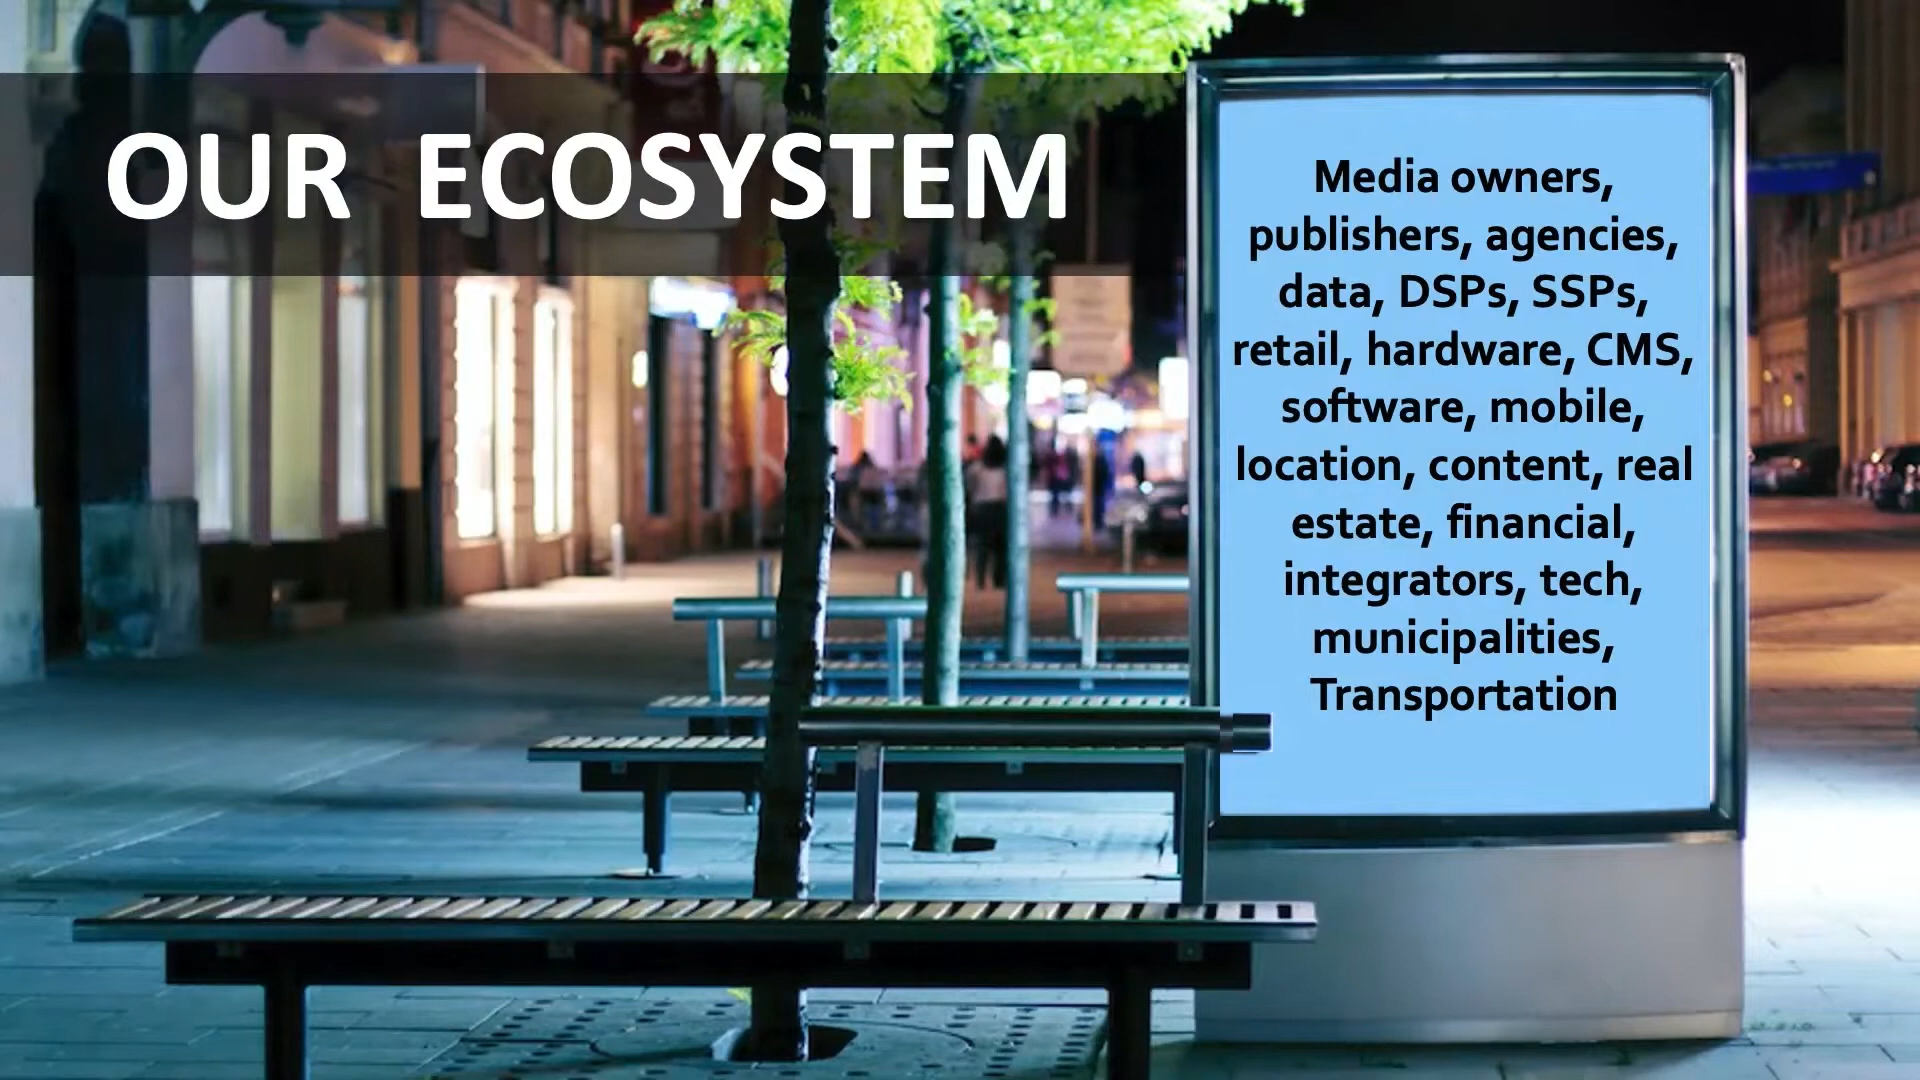 OUR ECOSYSTEM
Media owners,
publishers, agencies,
data, DSPs, SSPs,
retail, hardware, CMS,
software, mobile,
location, content, real
estate, financial,
integrators, tech,
municipalities,
Transportation